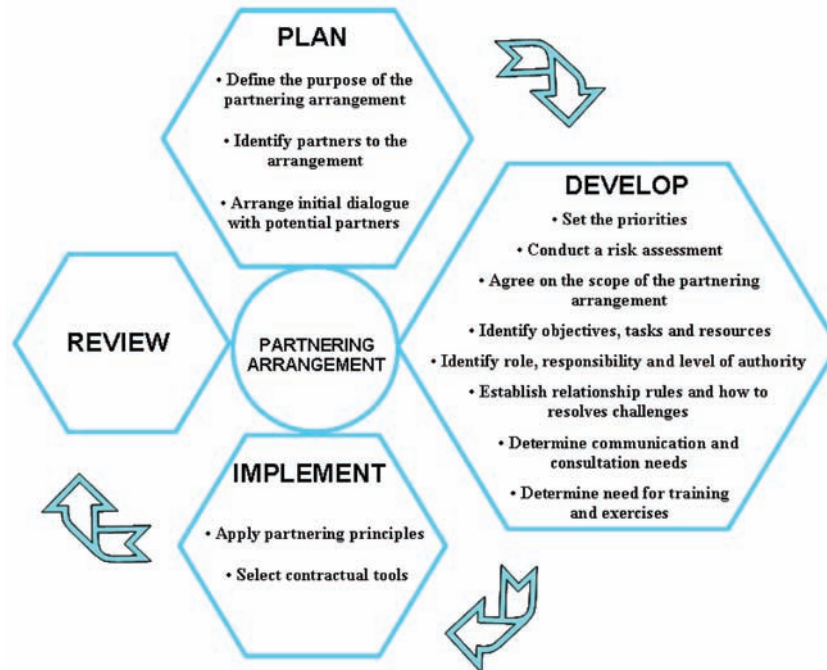 PLAN
• Define the purpose of the
partnering arrangement
• Identify partners to the
arrangement
• Arrange initial dialogue
with potential partners
DEVELOP
• Set the priorities
• Conduct a risk assessment
• Agree on the scope of the partnering
arrangement
• Identify objectives, tasks and resources
• Identify role, responsibility and level of authority
• Establish relationship rules and how to
resolves challenges
• Determine communication and
consultation needs
• Determine need for training
and exercises
REVIEW
PARTNERING
ARRANGEMENT
IMPLEMENT
• Apply partnering principles
• Select contractual tools